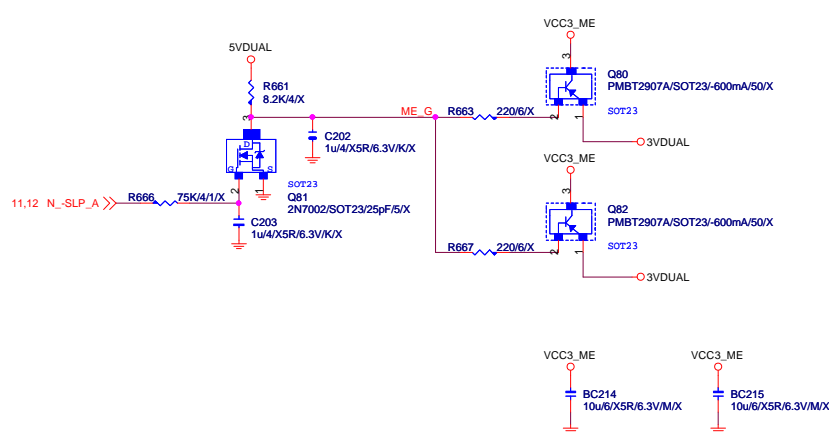 VCC3_ME
5VDUAL
3
Q80
PMBT2907A/SOT23/-600mA/50/X
R661
8.2K/4/X
3
ME_G
R663
220/6/X
2
1
SOT23
C202
1u/4/X5R/6.3V/K/X
D
G
S
3VDUAL
VCC3_ME
SOT23
2
1
Q81
2N7002/SOT23/25pF/5/X
3
Q82
PMBT2907A/SOT23/-600mA/50/X
11,12 N_-SLP_A
R666
75K/4/1/X
C203
1u/4/X5R/6.3V/K/X
R667
220/6/X
2
1
SOT23
3VDUAL
VCC3_ME
VCC3_ME
BC214
10u/6/X5R/6.3V/M/X
BC215
10u/6/X5R/6.3V/M/X